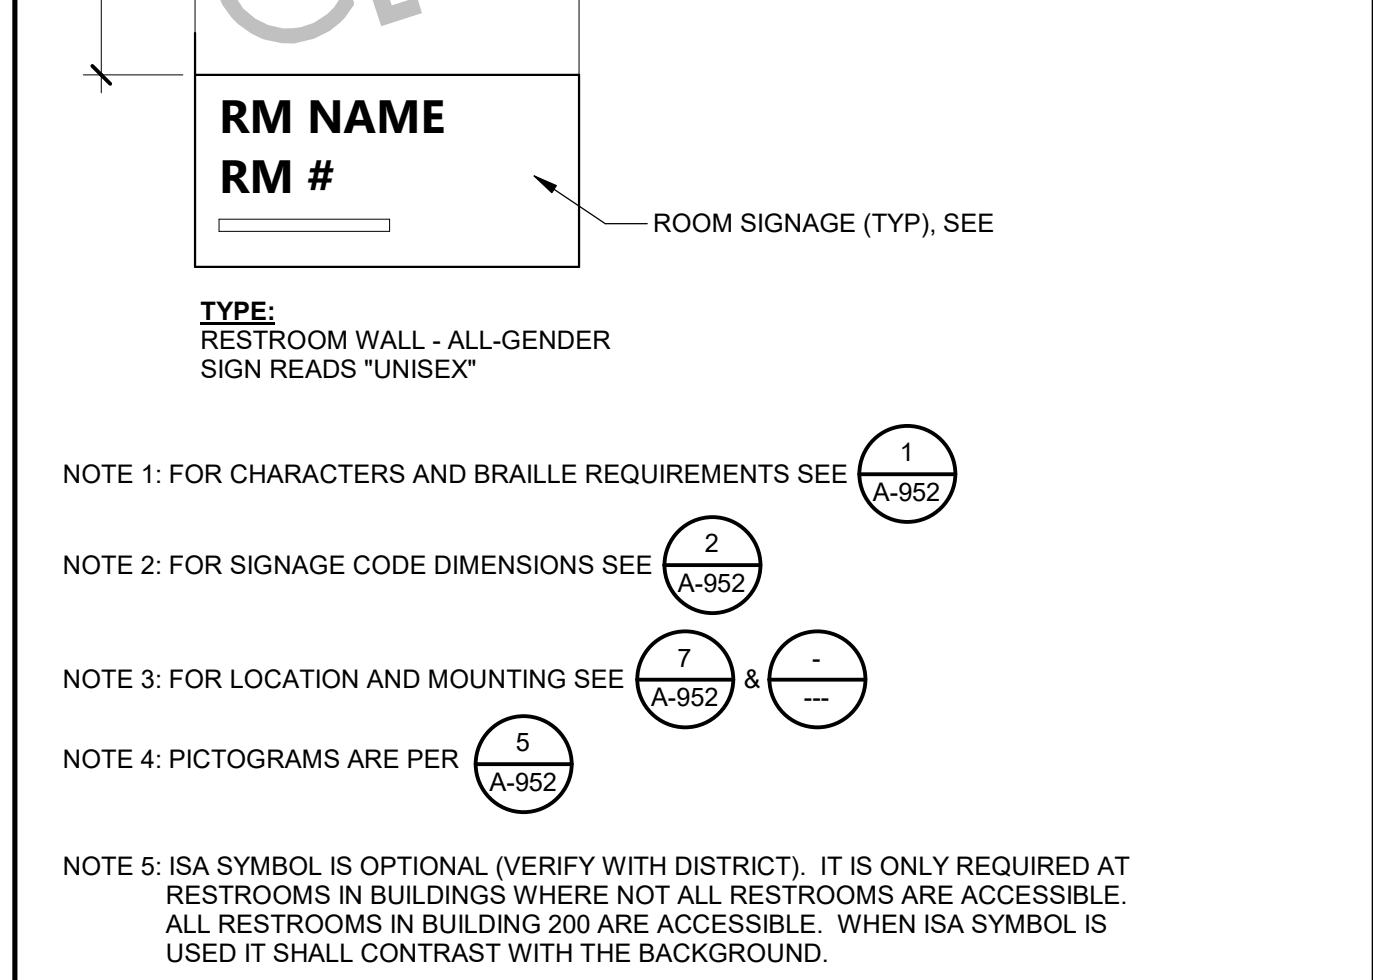 RM NAME
RM #
ROOM SIGNAGE (TYP), SEE
TYPE:
RESTROOM WALL - ALL-GENDER
SIGN READS "UNISEX"
NOTE 1: FOR CHARACTERS AND BRAILLE REQUIREMENTS SEE
1
A-952
NOTE 2: FOR SIGNAGE CODE DIMENSIONS SEE
2
A-952
NOTE 3: FOR LOCATION AND MOUNTING SEE
7
A-952
&
-
---
NOTE 4: PICTOGRAMS ARE PER
5
A-952
NOTE 5: ISA SYMBOL IS OPTIONAL (VERIFY WITH DISTRICT). IT IS ONLY REQUIRED AT
RESTROOMS IN BUILDINGS WHERE NOT ALL RESTROOMS ARE ACCESSIBLE.
ALL RESTROOMS IN BUILDING 200 ARE ACCESSIBLE. WHEN ISA SYMBOL IS
USED IT SHALL CONTRAST WITH THE BACKGROUND.